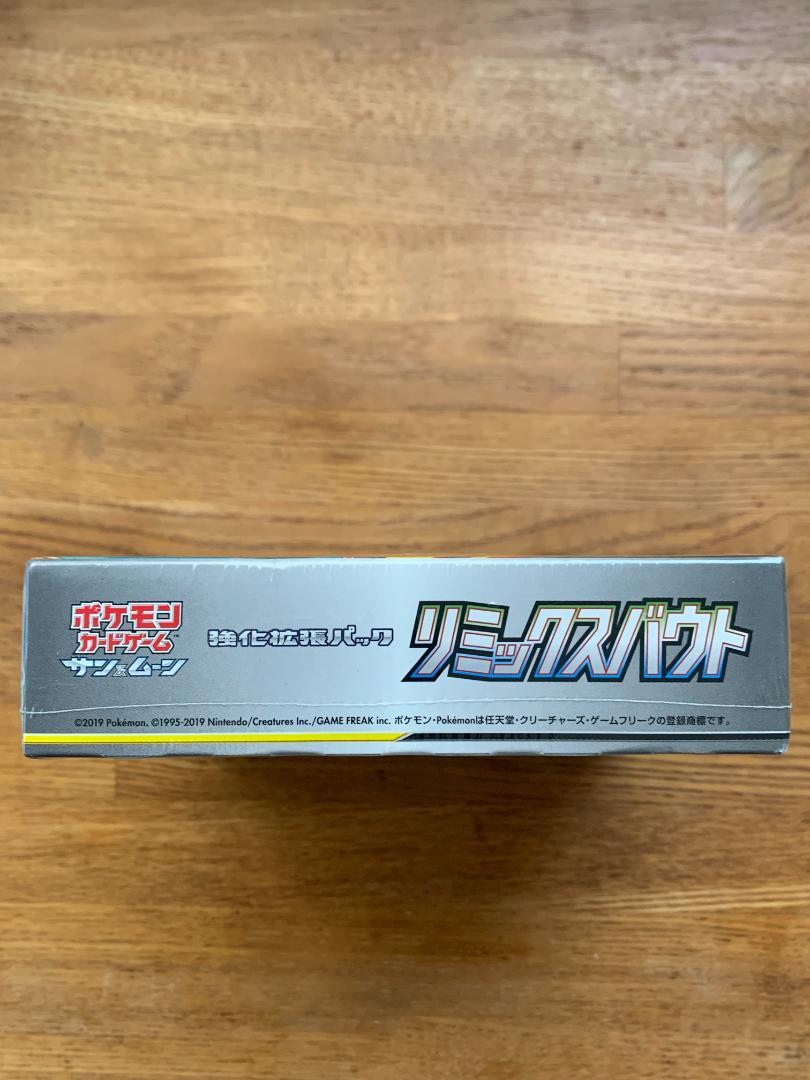 ポケモン
カードゲーム™
サン&ムーン
強化拡張パック
リミックスバウト
©2019 Pokémon. ©1995-2019 Nintendo/Creatures Inc./GAME FREAK inc. ポケモン・Pokémonは任天堂・クリーチャーズ・ゲームフリークの登録商標です。